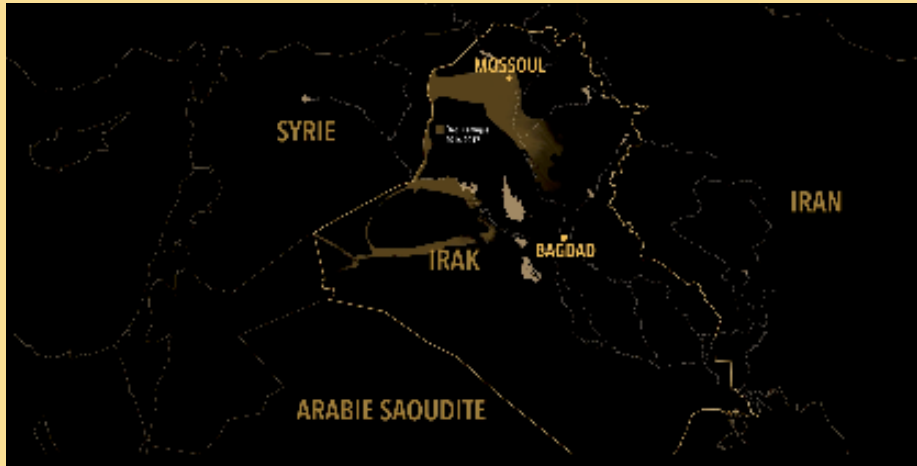 MOSSOUL
SYRIE
IRAN
BAGDAD
IRAK
ARABIE SAOUDITE